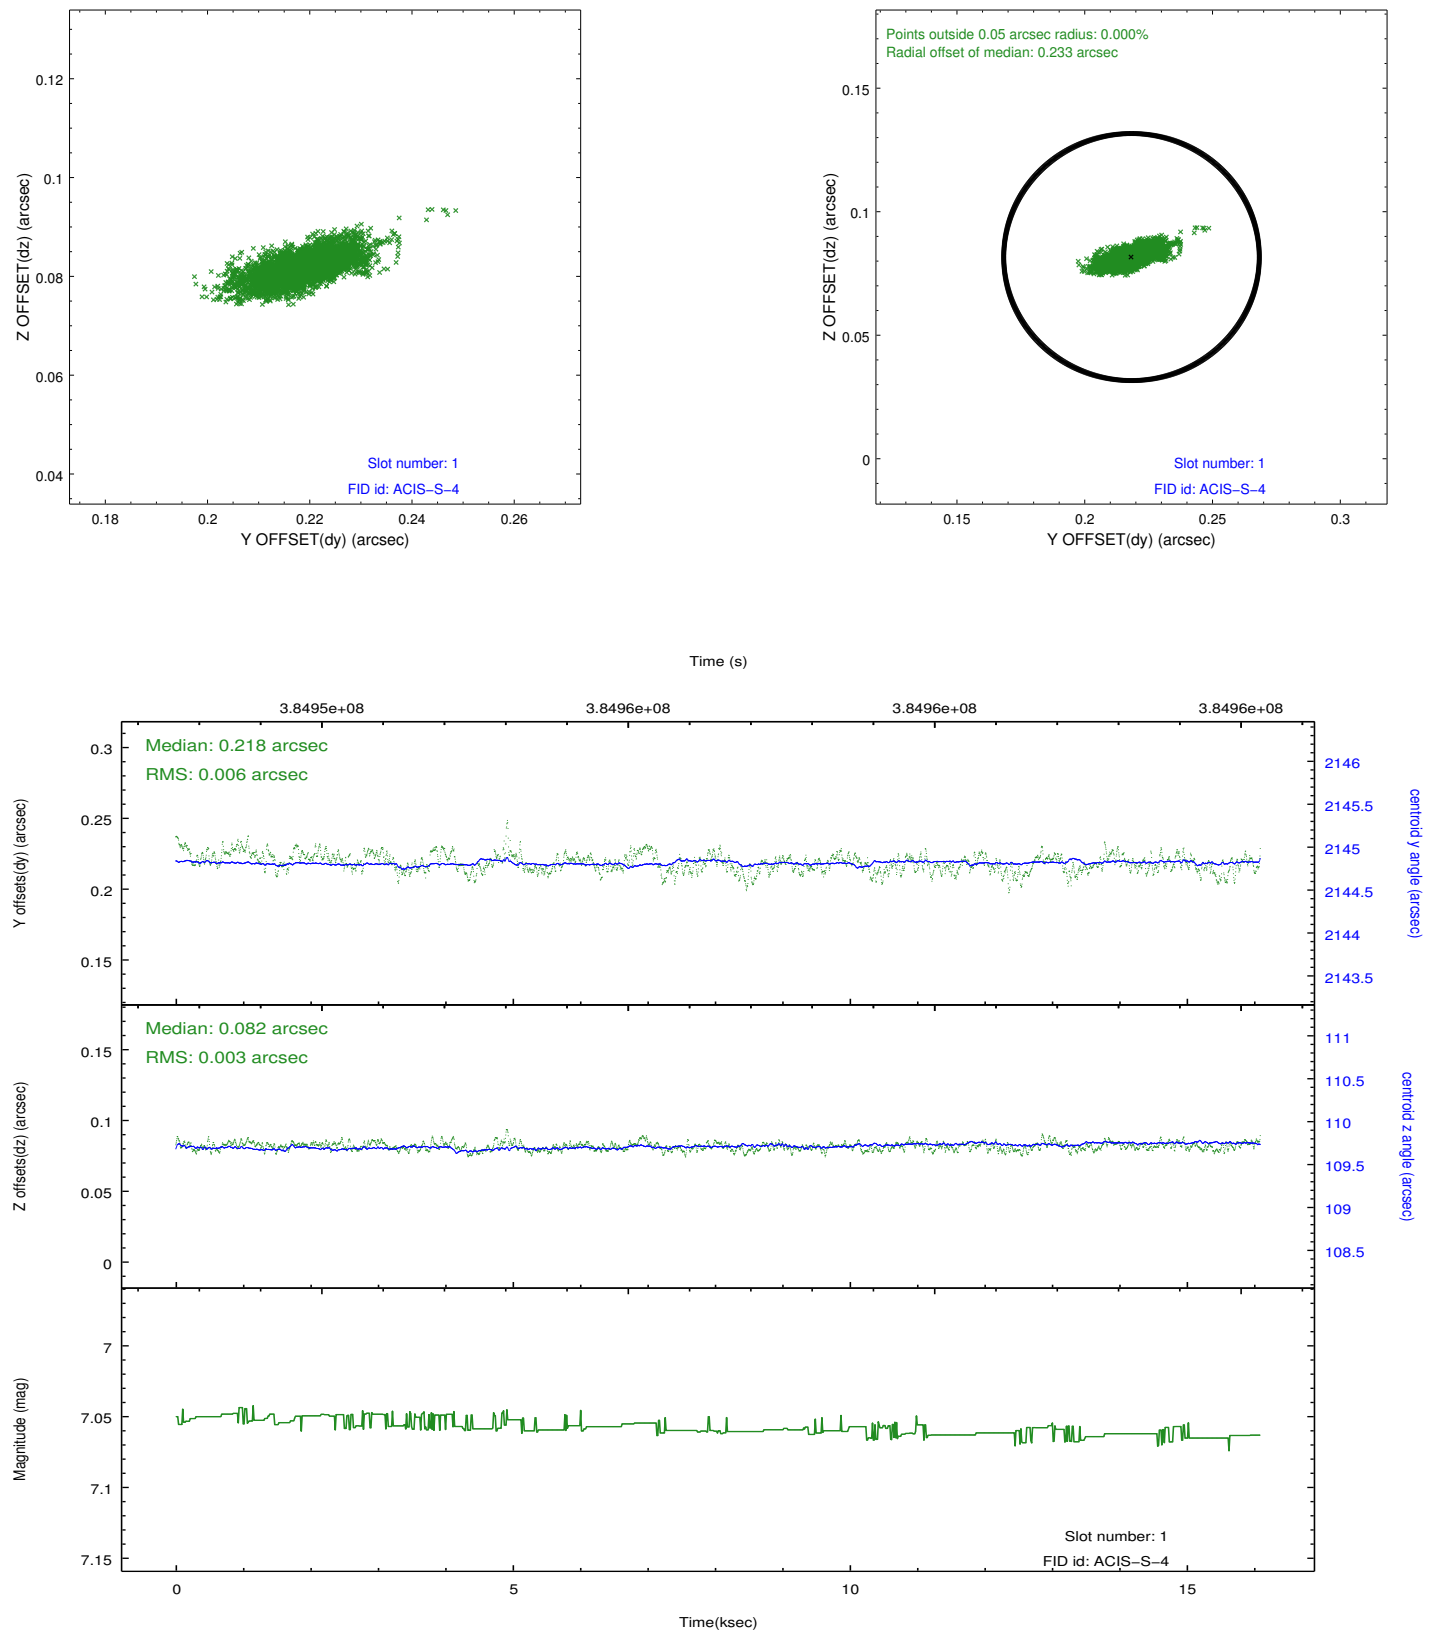 0.12
0.1
0.08
0.06
0.04
Z OFFSET(dz) (arcsec)
Slot number: 1
FID id: ACIS−S−4
0.18 0.2 0.22 0.24 0.26
Y OFFSET(dy) (arcsec)
Points outside 0.05 arcsec radius: 0.000%
Radial offset of median: 0.233 arcsec
0.15
0.1
0.05
0
Z OFFSET(dz) (arcsec)
Slot number: 1
FID id: ACIS−S−4
0.15 0.2 0.25 0.3
Y OFFSET(dy) (arcsec)
Time (s)
3.8495e+08 3.8496e+08 3.8496e+08 3.8496e+08
Median: 0.218 arcsec
RMS: 0.006 arcsec
0.3
0.25
0.2
0.15
Y offsets(dy) (arcsec)
2146
2145.5
2145
2144.5
2144
2143.5
centroid y angle (arcsec)
Median: 0.082 arcsec
RMS: 0.003 arcsec
0.15
0.1
0.05
0
Z offsets(dz) (arcsec)
111
110.5
110
109.5
109
108.5
centroid z angle (arcsec)
7
7.05
7.1
7.15
Magnitude (mag)
Slot number: 1
FID id: ACIS−S−4
0 5 10 15
Time(ksec)